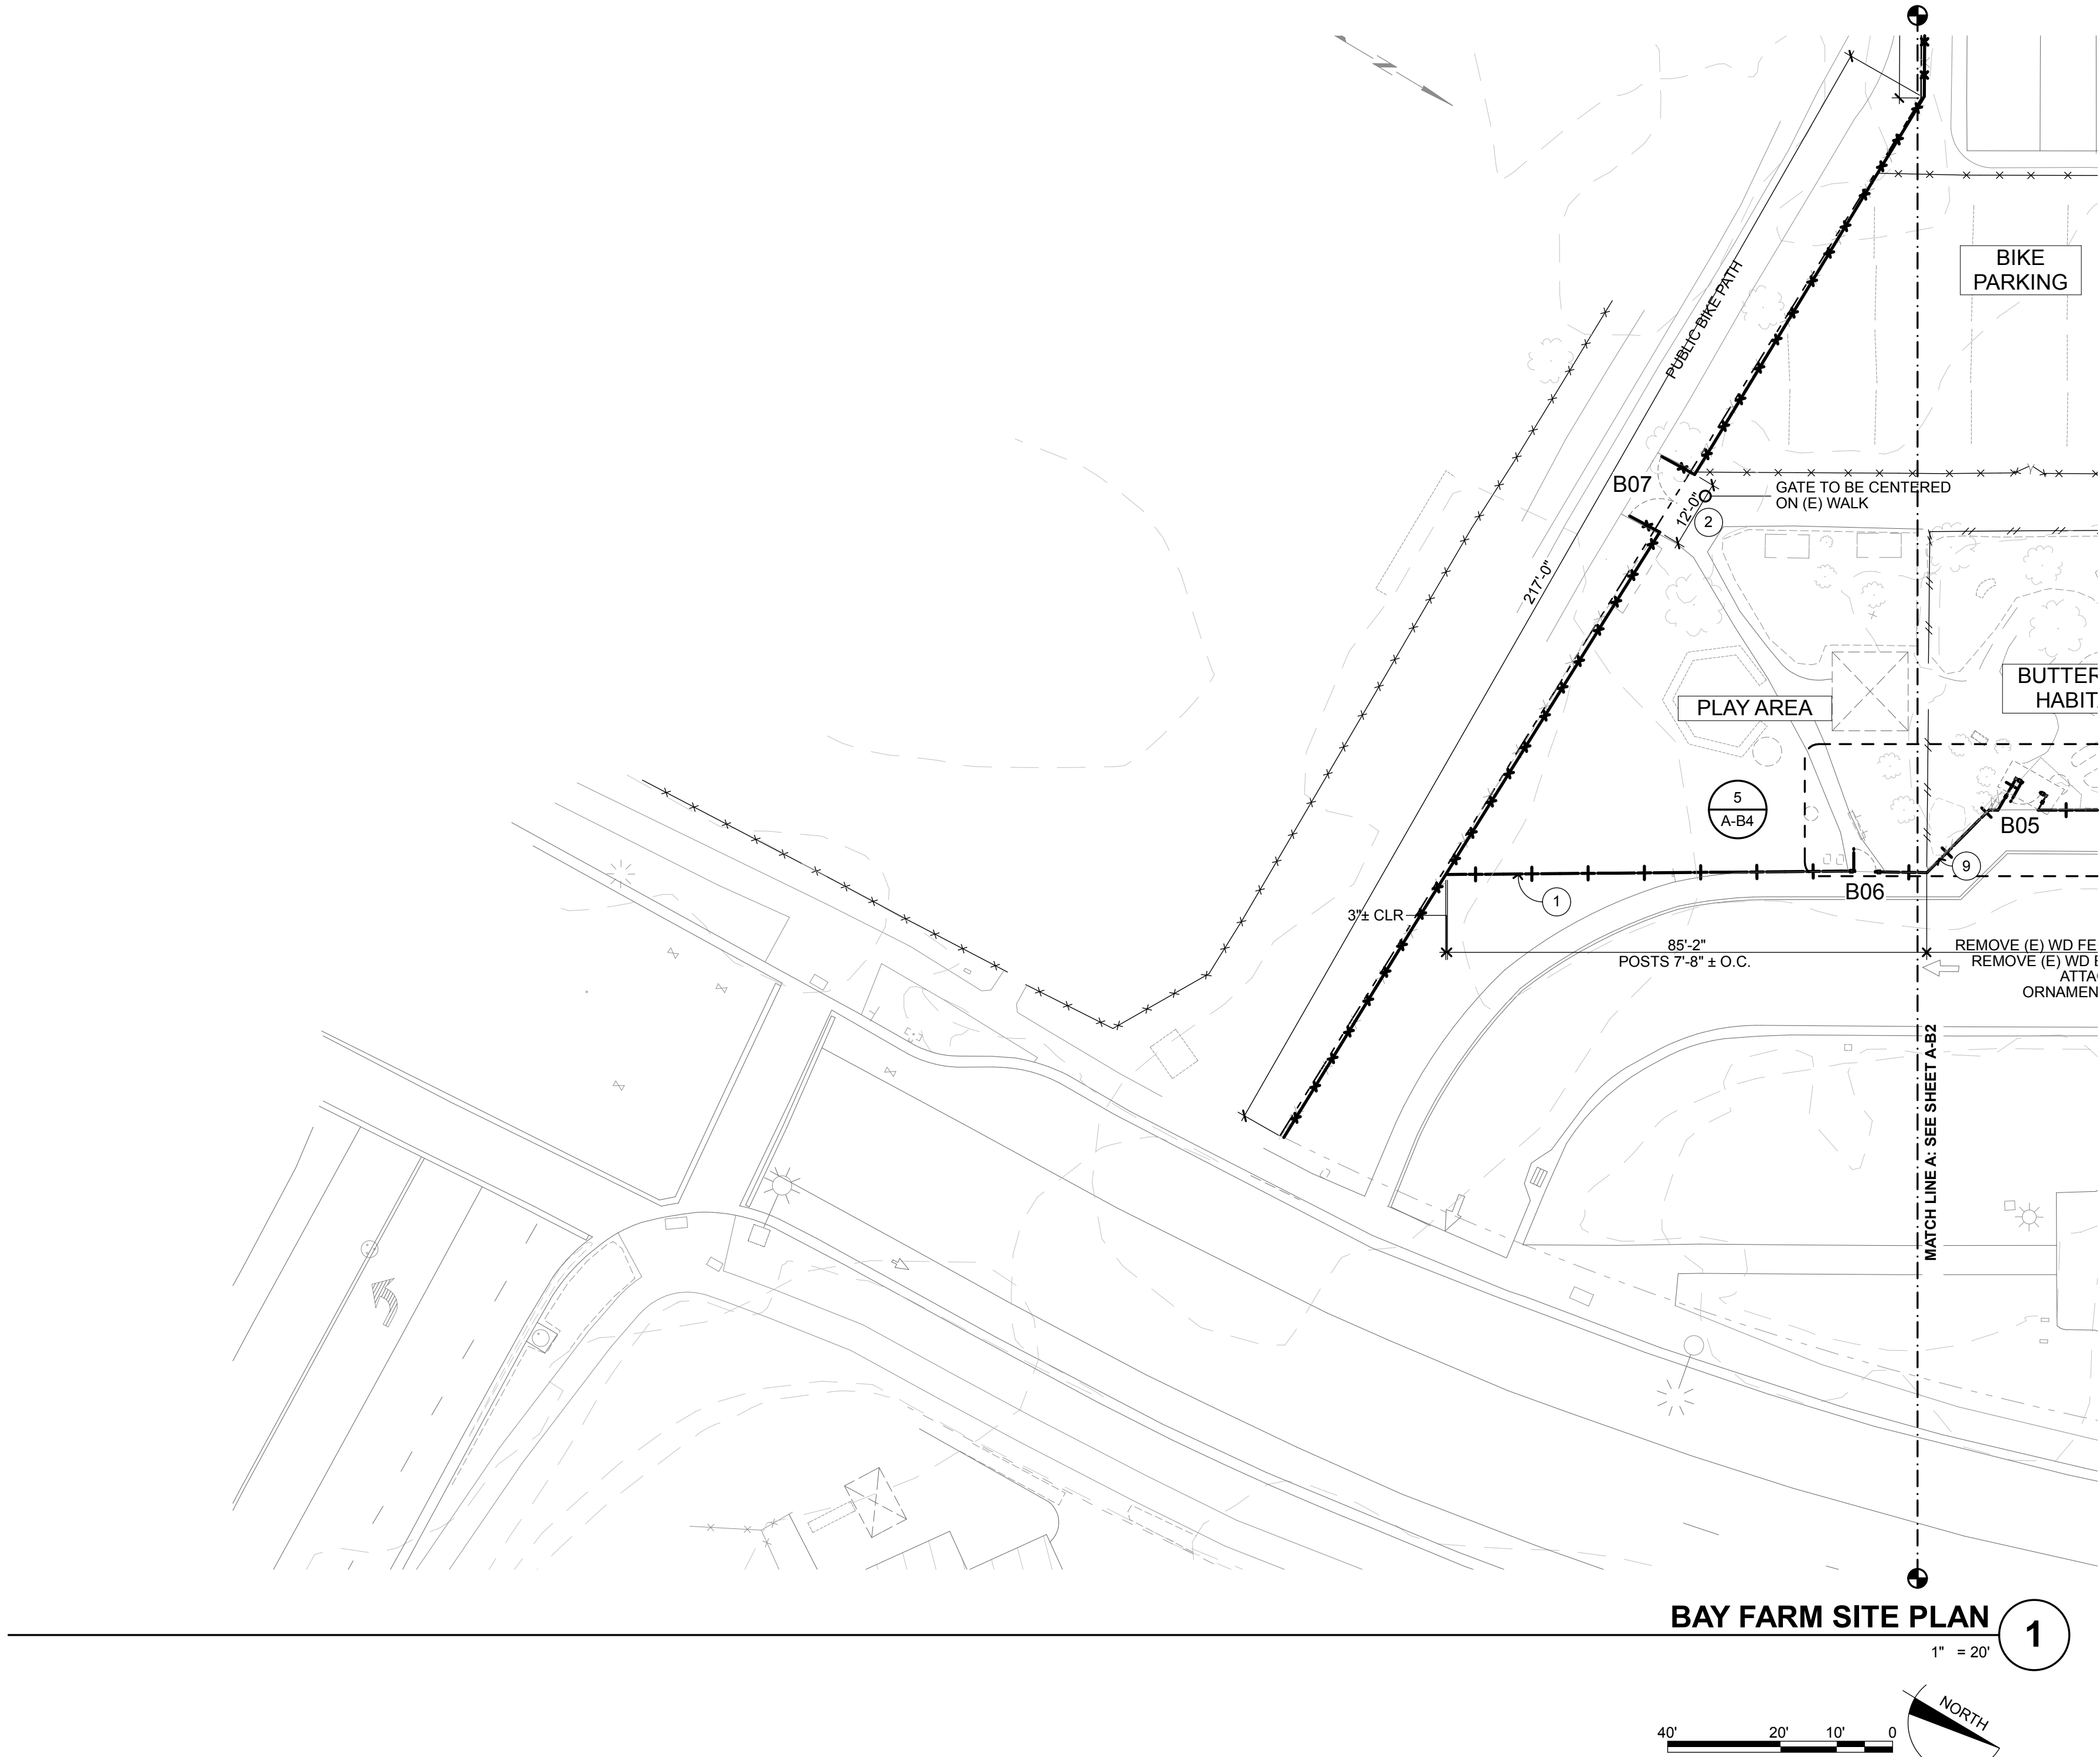 N
BIKE
PARKING
PUBLIC BIKE PATH
B07
GATE TO BE CENTERED
ON (E) WALK
12'-0"
2
217'-0"
BUTTER
HABIT
PLAY AREA
5
A-B4
B05
9
B06
1
3"± CLR
85'-2"
POSTS 7'-8" ± O.C.
REMOVE (E) WD FE
REMOVE (E) WD
ATTA
ORNAMEN
MATCH LINE A: SEE SHEET A-B2
BAY FARM SITE PLAN
1
1" = 20'
NORTH
40' 20' 10' 0